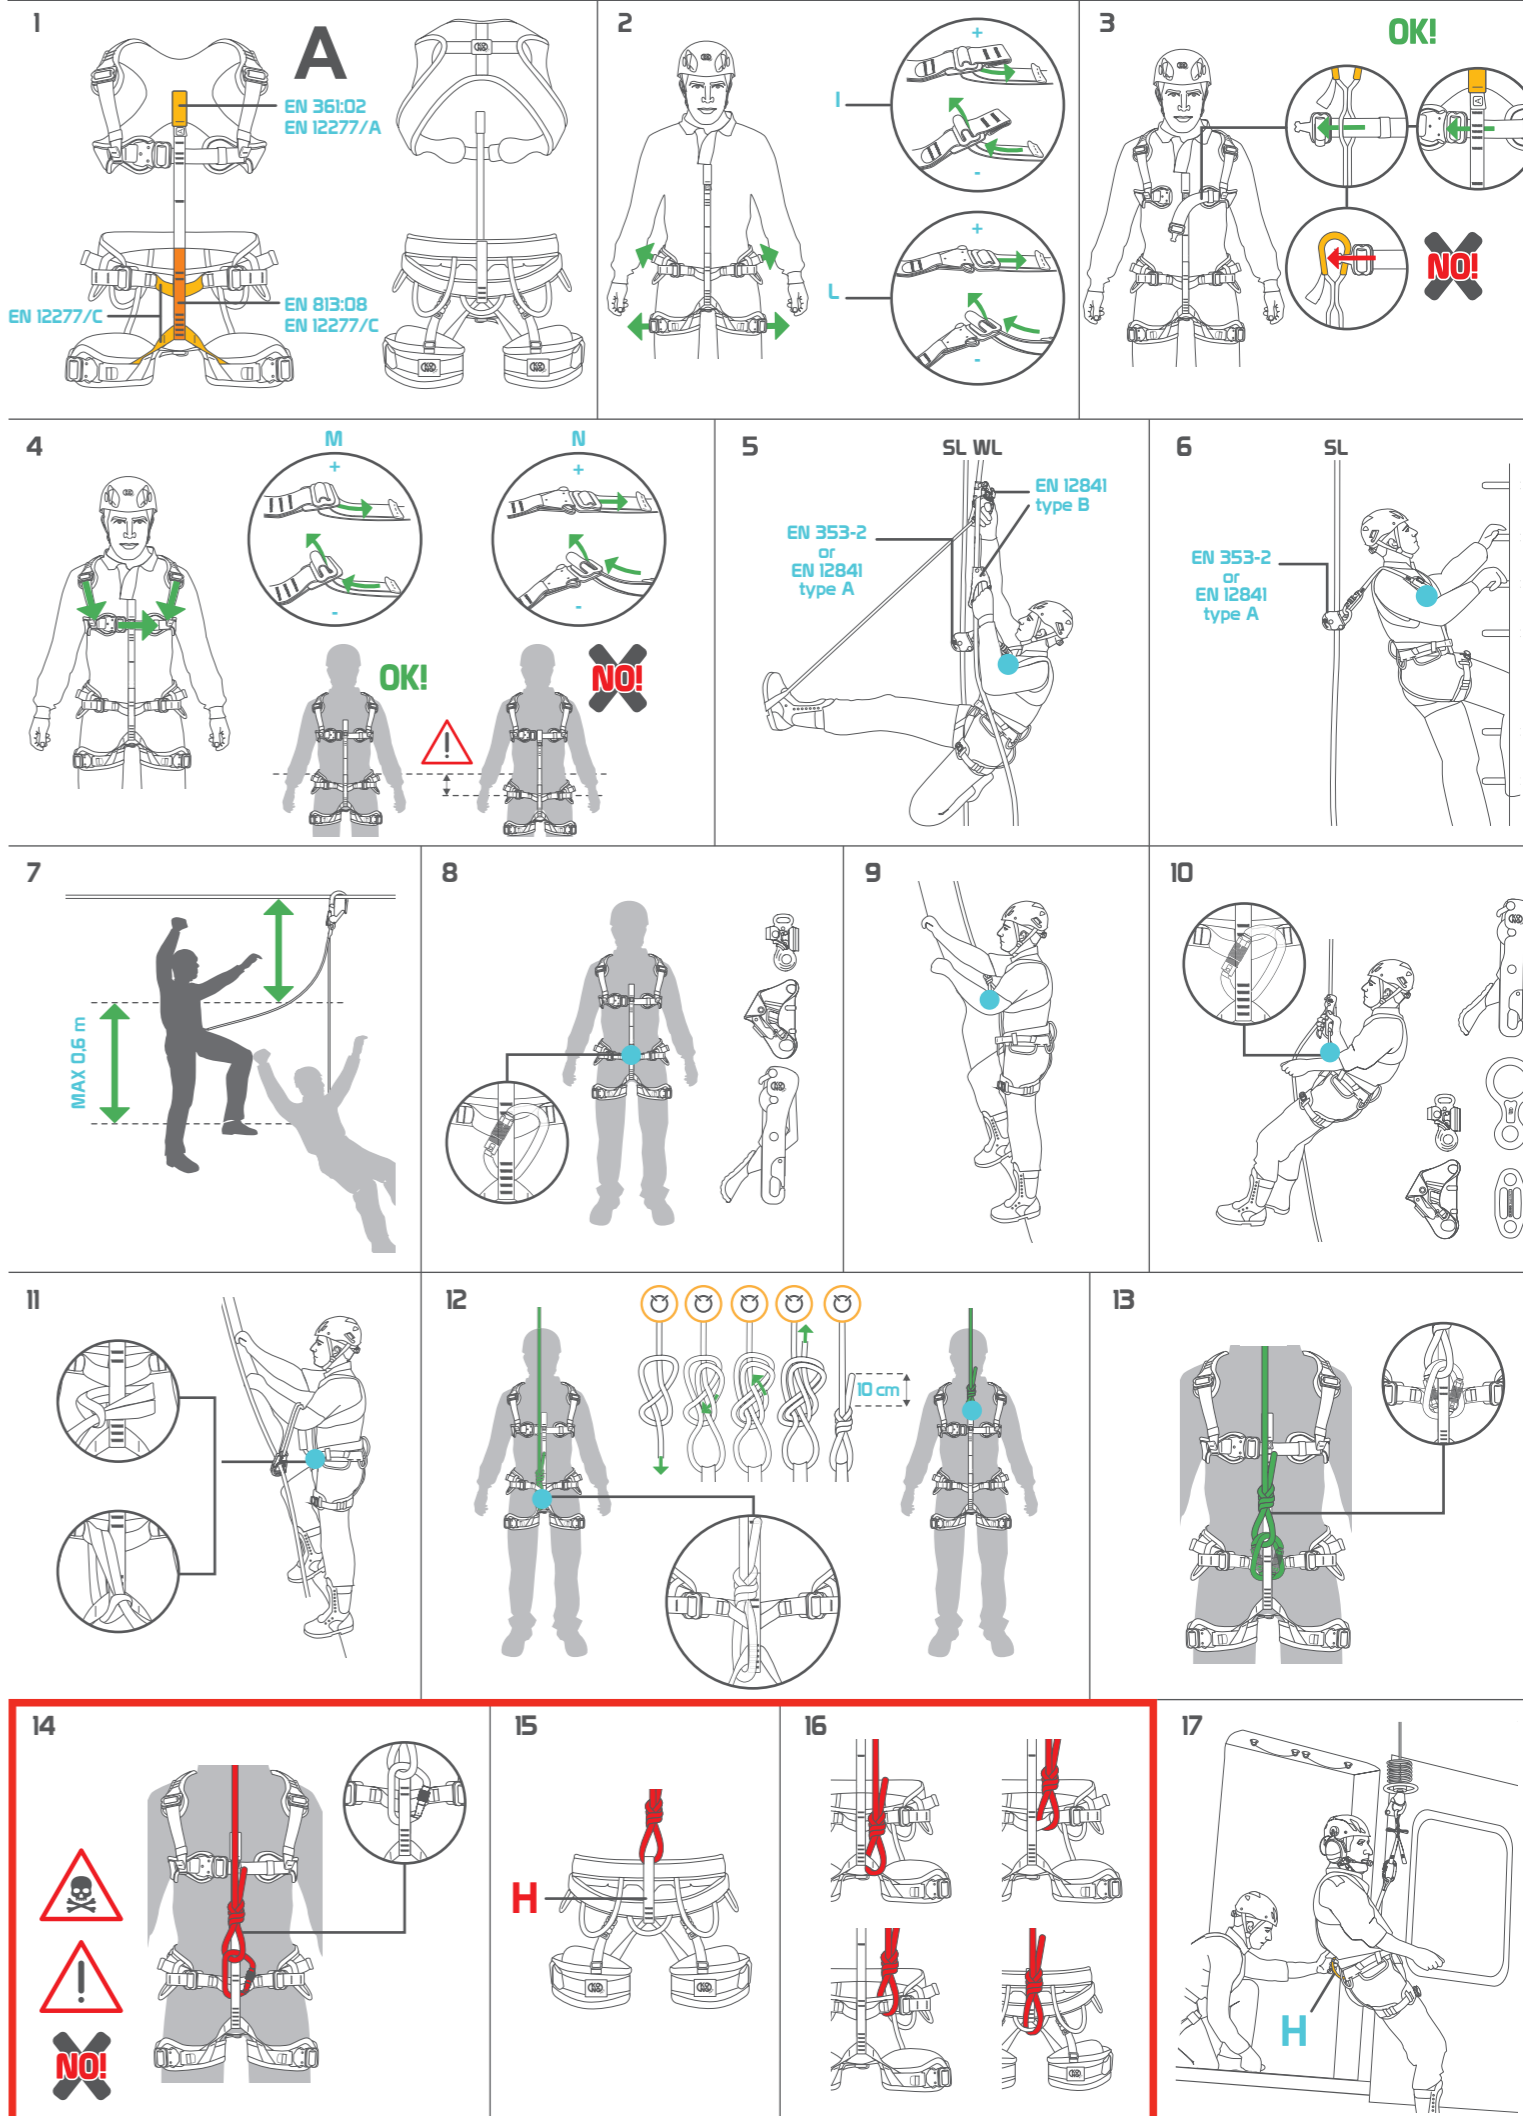 1
A
EN 361:02
EN 12277/A
EN 12277/C
EN 813:08
EN 12277/C
2
+
I
-
+
L
-
3
OK!
NO!
4
M
+
-
N
+
-
OK!
NO!
!
5
SL WL
EN 12841
type B
EN 353-2
or
EN 12841
type A
6
SL
EN 353-2
or
EN 12841
type A
7
MAX 0,6 m
8
9
10
11
12
10 cm
13
14
!
NO!
15
H
16
17
H